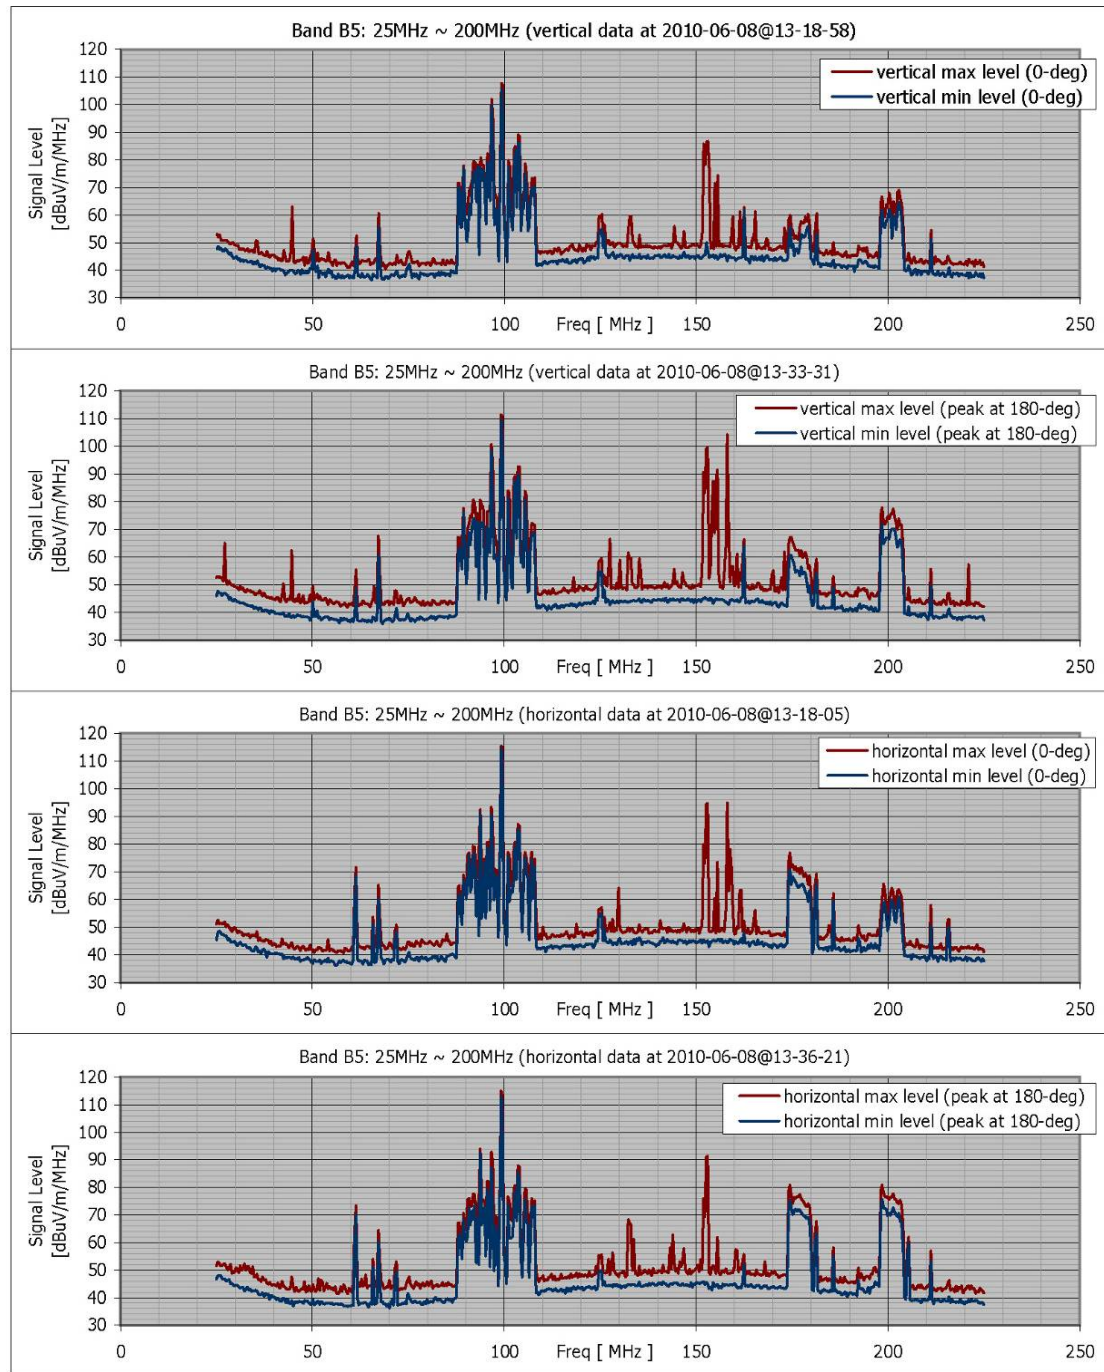 Band B5: 25MHz ~ 200MHz (vertical data at 2010-06-08@13-18-58)
Signal Level
[dBuV/m/MHz]
120
110
100
90
80
70
60
50
40
30
vertical max level (0-deg)
vertical min level (0-deg)
0 50 100 150 200 250
Freq [ MHz ]
Band B5: 25MHz ~ 200MHz (vertical data at 2010-06-08@13-33-31)
Signal Level
[dBuV/m/MHz]
120
110
100
90
80
70
60
50
40
30
vertical max level (peak at 180-deg)
vertical min level (peak at 180-deg)
0 50 100 150 200 250
Freq [ MHz ]
Band B5: 25MHz ~ 200MHz (horizontal data at 2010-06-08@13-18-05)
Signal Level
[dBuV/m/MHz]
120
110
100
90
80
70
60
50
40
30
horizontal max level (0-deg)
horizontal min level (0-deg)
0 50 100 150 200 250
Freq [ MHz ]
Band B5: 25MHz ~ 200MHz (horizontal data at 2010-06-08@13-36-21)
Signal Level
[dBuV/m/MHz]
120
110
100
90
80
70
60
50
40
30
horizontal max level (peak at 180-deg)
horizontal min level (peak at 180-deg)
0 50 100 150 200 250
Freq [ MHz ]